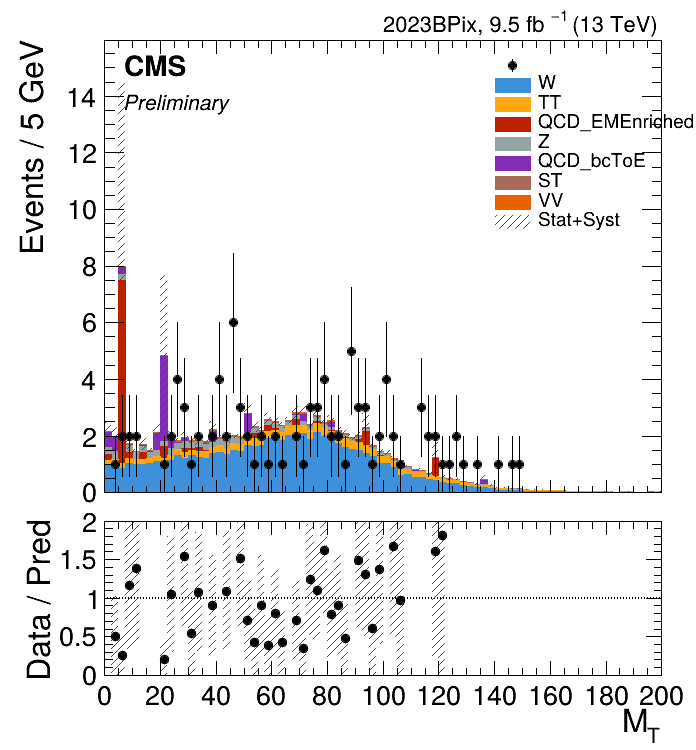 2023BPix, 9.5 fb⁻¹ (13 TeV)
CMS
Preliminary
Events / 5 GeV
14
12
10
8
6
4
2
0
W
TT
QCD_EMEnriched
Z
QCD_bcToE
ST
VV
Stat+Syst
Data / Pred
2
1.5
1
0.5
0
0 20 40 60 80 100 120 140 160 180 200
M_T